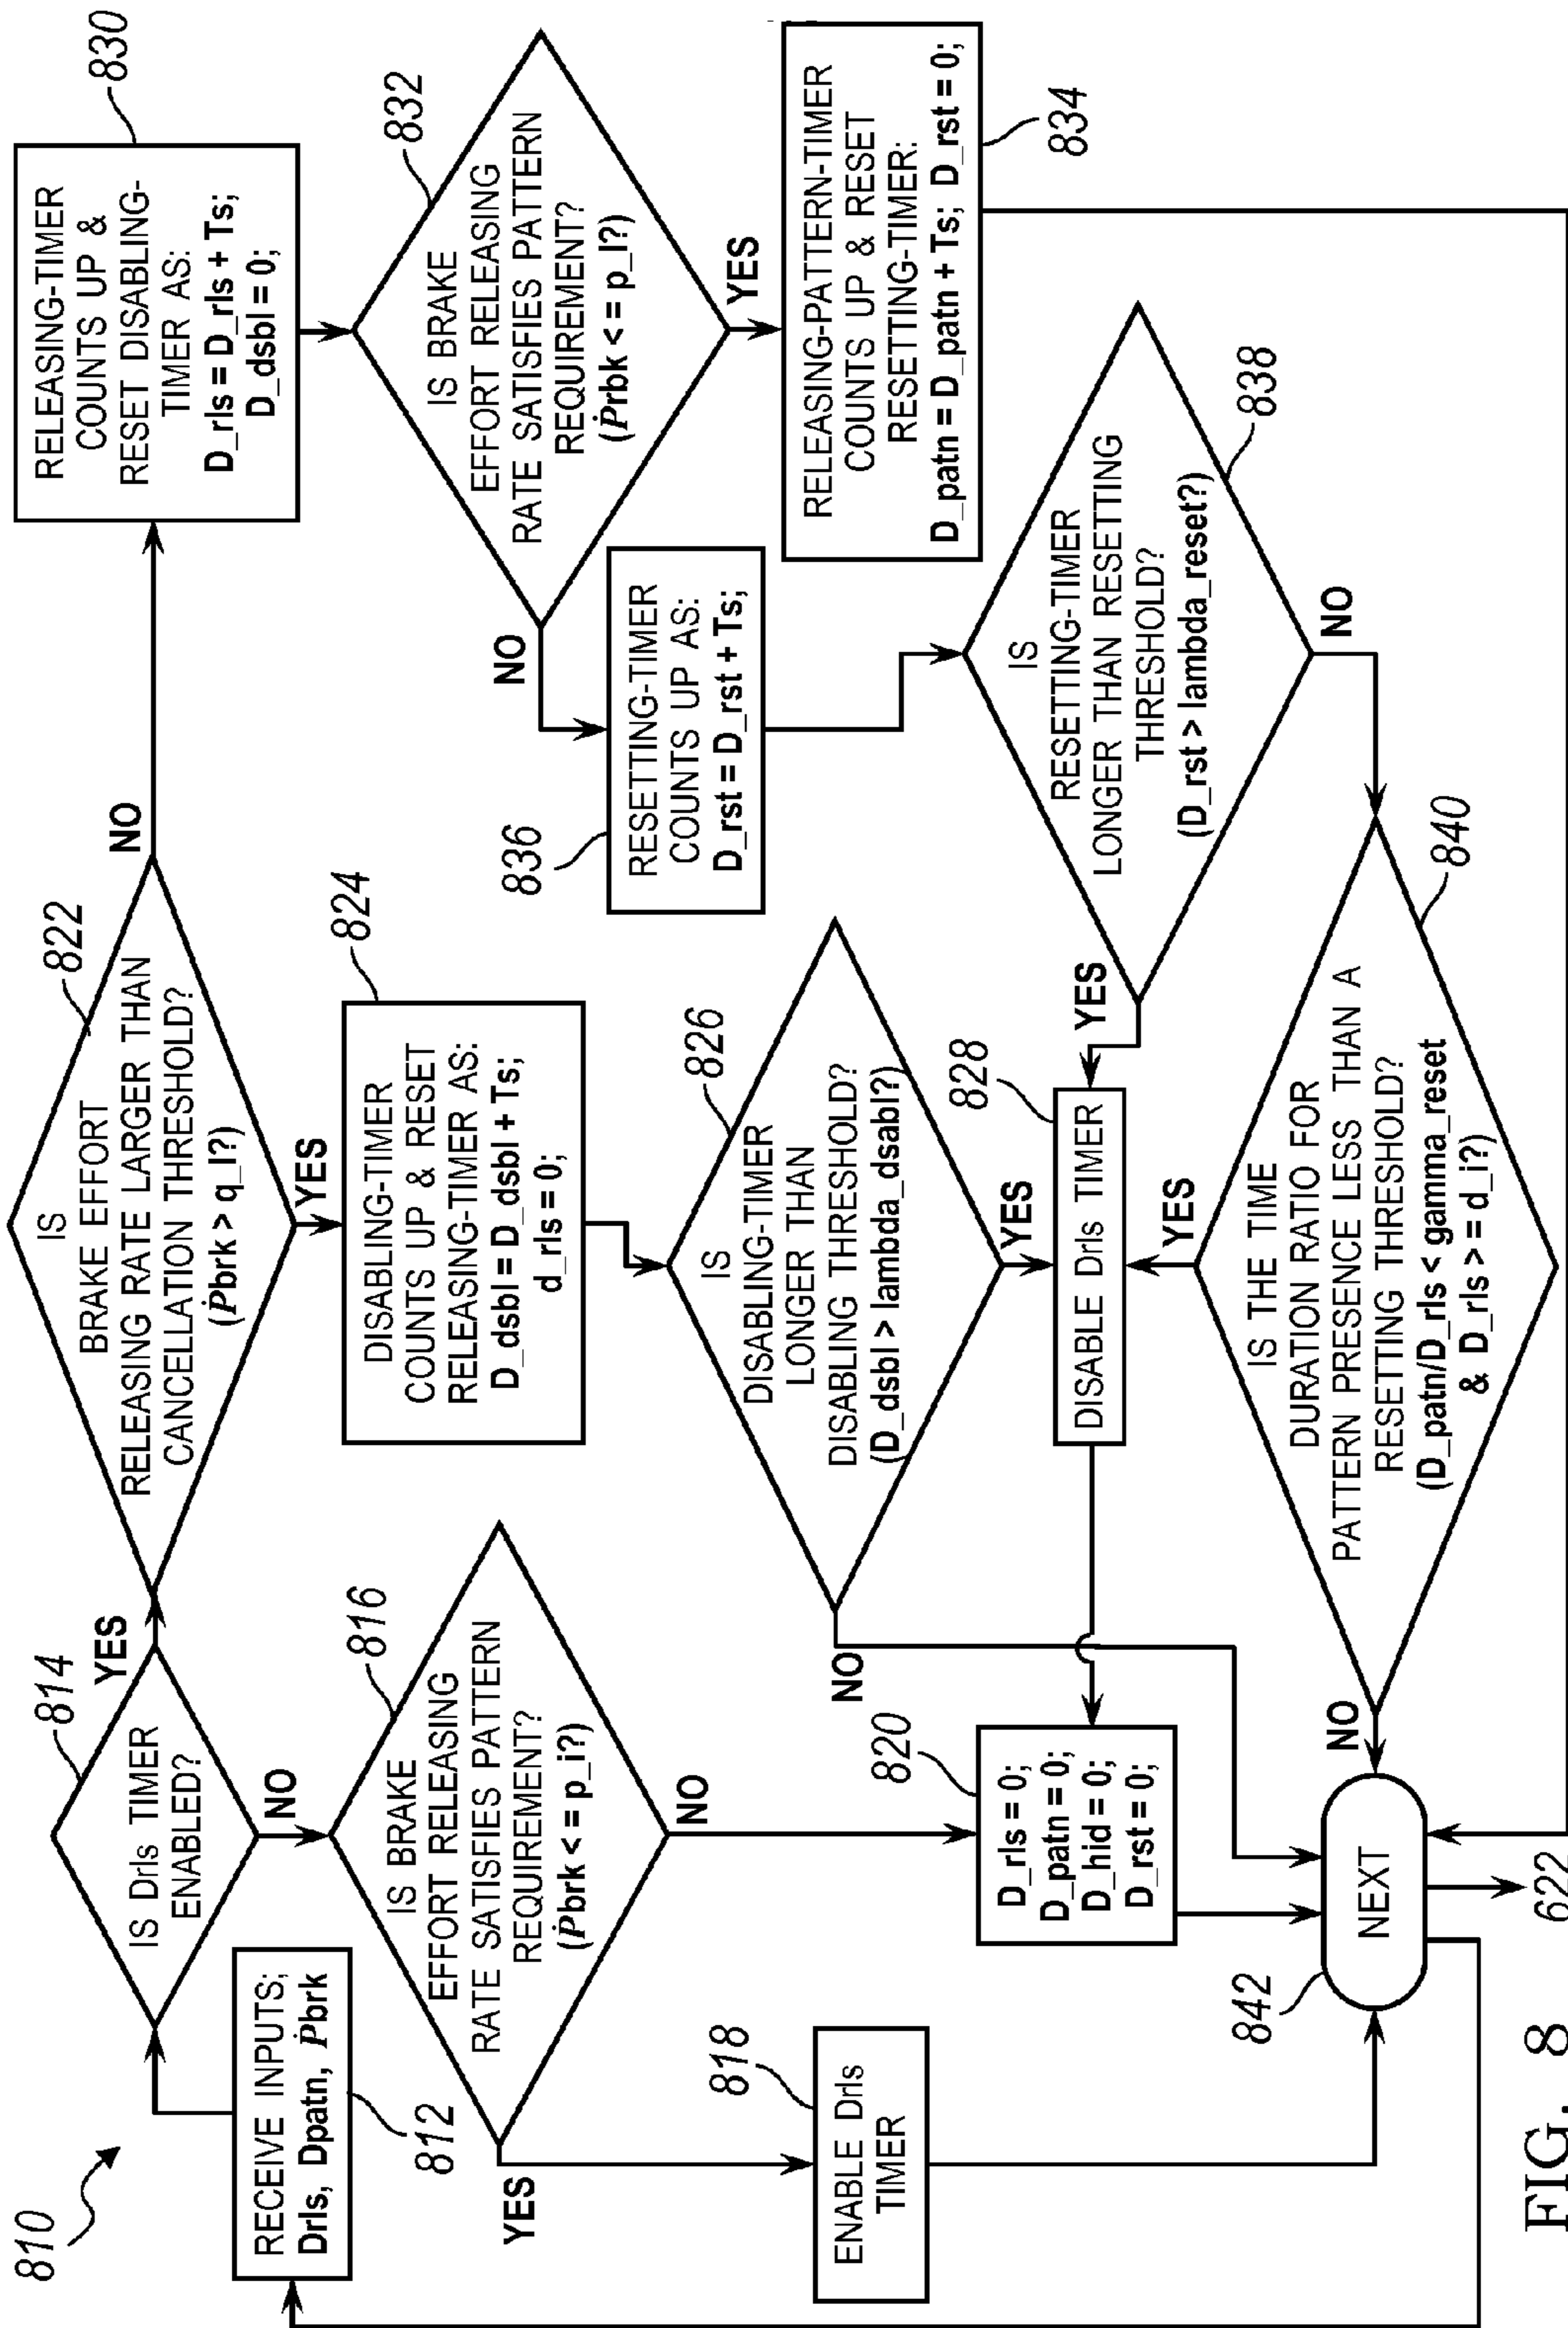 810
RECEIVE INPUTS;
Drls, Dpatn, Ṗbrk
812
IS Drls TIMER
ENABLED?
814
YES
NO
IS BRAKE
EFFORT RELEASING
RATE SATISFIES PATTERN
REQUIREMENT?
(Ṗbrk < = p_i?)
816
YES
NO
ENABLE Drls
TIMER
818
D_rls = 0;
D_patn = 0;
D_hid = 0;
D_rst = 0;
820
IS
BRAKE EFFORT
RELEASING RATE LARGER THAN
CANCELLATION THRESHOLD?
(Ṗbrk > q_l?)
822
YES
NO
DISABLING-TIMER
COUNTS UP & RESET
RELEASING-TIMER AS:
D_dsbl = D_dsbl + Ts;
d_rls = 0;
824
IS
DISABLING-TIMER
LONGER THAN
DISABLING THRESHOLD?
(D_dsbl > lambda_dsabl?)
826
YES
NO
DISABLE Drls TIMER
828
RELEASING-TIMER
COUNTS UP &
RESET DISABLING-
TIMER AS:
D_rls = D_rls + Ts;
D_dsbl = 0;
830
IS BRAKE
EFFORT RELEASING
RATE SATISFIES PATTERN
REQUIREMENT?
(Ṗrbk < = p_l?)
832
NO
YES
RELEASING-PATTERN-TIMER
COUNTS UP & RESET
RESETTING-TIMER:
D_patn = D_patn + Ts; D_rst = 0;
834
RESETTING-TIMER
COUNTS UP AS:
D_rst = D_rst + Ts;
836
IS
RESETTING-TIMER
LONGER THAN RESETTING
THRESHOLD?
(D_rst > lambda_reset?)
838
YES
NO
IS THE TIME
DURATION RATIO FOR
PATTERN PRESENCE LESS THAN A
RESETTING THRESHOLD?
(D_patn/D_rls < gamma_reset
& D_rls > = d_i?)
840
YES
NO
NEXT
842
622
FIG. 8